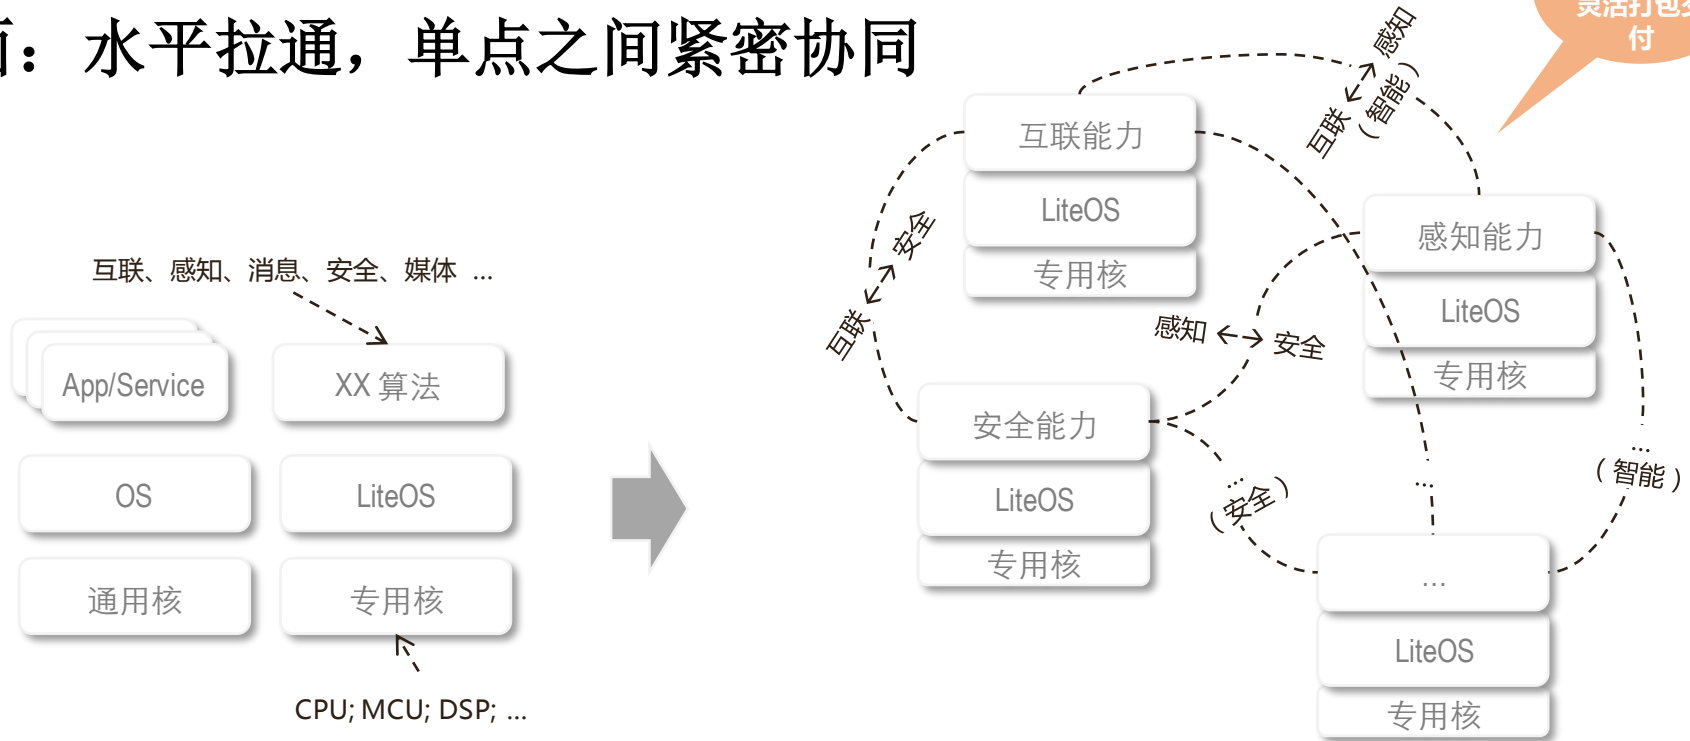 ：水平拉通，单点之间紧密协同
灵活打包
付
互联、感知、消息、安全、媒体 ...
App/Service
XX 算法
OS
LiteOS
通用核
专用核
CPU; MCU; DSP; ...
互联能力
LiteOS
专用核
互联 <--> 安全
互联 <--> 感知
（智能）
感知能力
LiteOS
专用核
感知 <--> 安全
安全能力
LiteOS
专用核
...
（安全）
...
...
（智能）
...
LiteOS
专用核